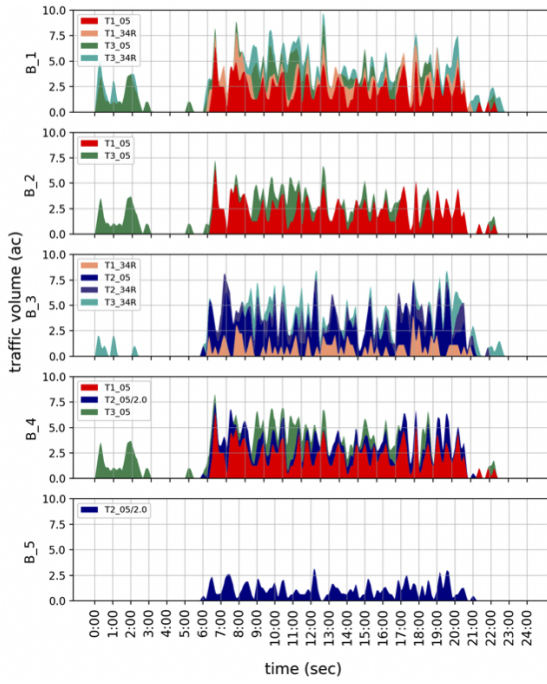 10.0
7.5
5.0
2.5
0.0
B_1
T1_05
T1_34R
T3_05
T3_34R
10.0
7.5
5.0
2.5
0.0
B_2
T1_05
T3_05
traffic volume (ac)
10.0
7.5
5.0
2.5
0.0
B_3
T1_34R
T2_05
T2_34R
T3_34R
10.0
7.5
5.0
2.5
0.0
B_4
T1_05
T2_05/2.0
T3_05
10.0
7.5
5.0
2.5
0.0
B_5
T2_05/2.0
0:00
1:00
2:00
3:00
4:00
5:00
6:00
7:00
8:00
9:00
10:00
11:00
12:00
13:00
14:00
15:00
16:00
17:00
18:00
19:00
20:00
21:00
22:00
23:00
24:00
time (sec)